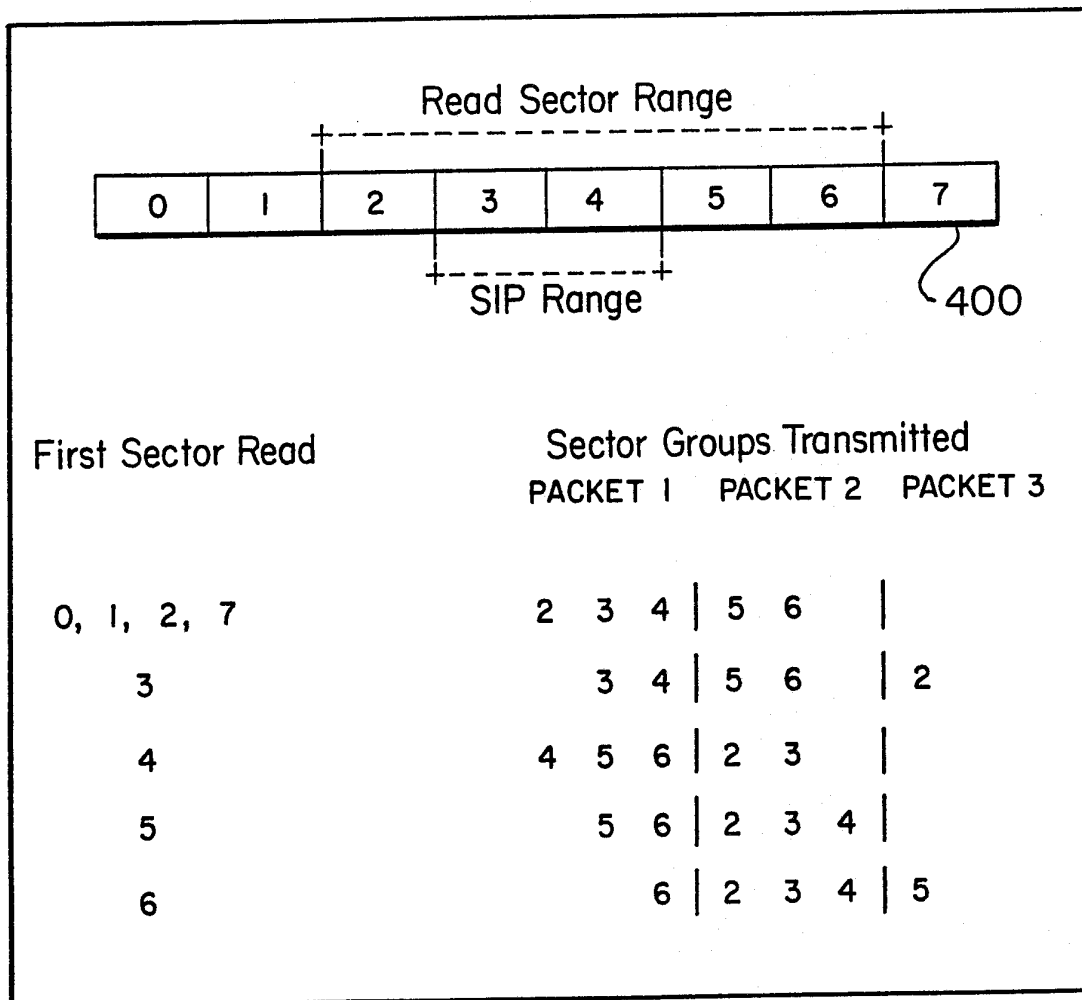 Read Sector Range
0 1 2 3 4 5 6 7
SIP Range
400
First Sector Read Sector Groups Transmitted
PACKET 1 PACKET 2 PACKET 3
0, 1, 2, 7 2 3 4 | 5 6 |
3 3 4 | 5 6 | 2
4 4 5 6 | 2 3 |
5 5 6 | 2 3 4 |
6 6 | 2 3 4 | 5